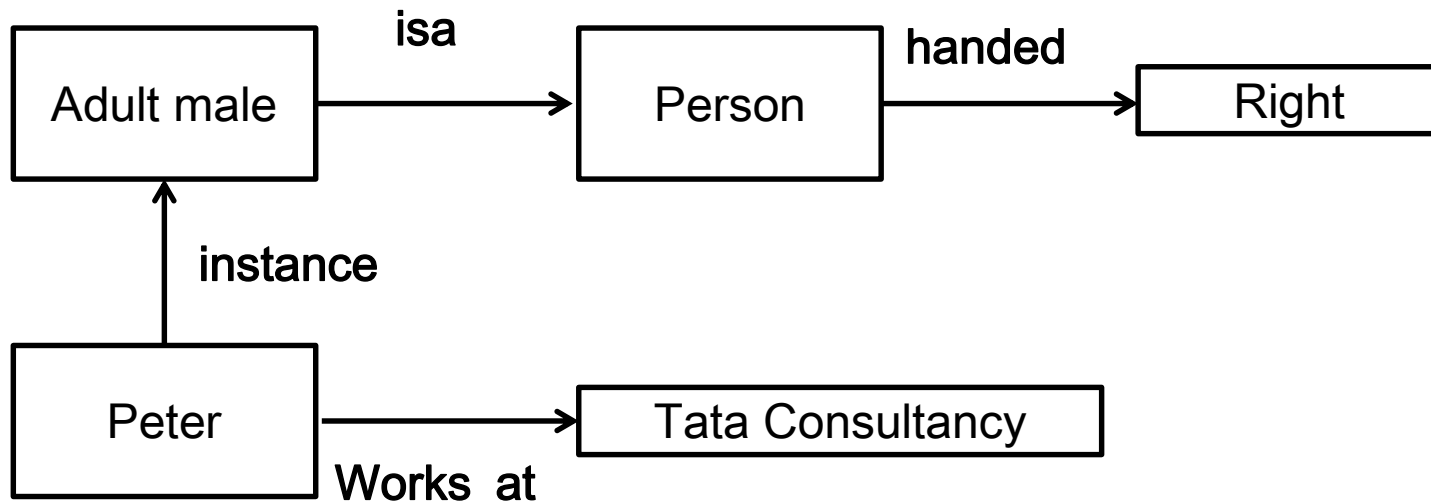 isa
handed
Adult male
Person
Right
instance
Peter
Tata Consultancy
Works at